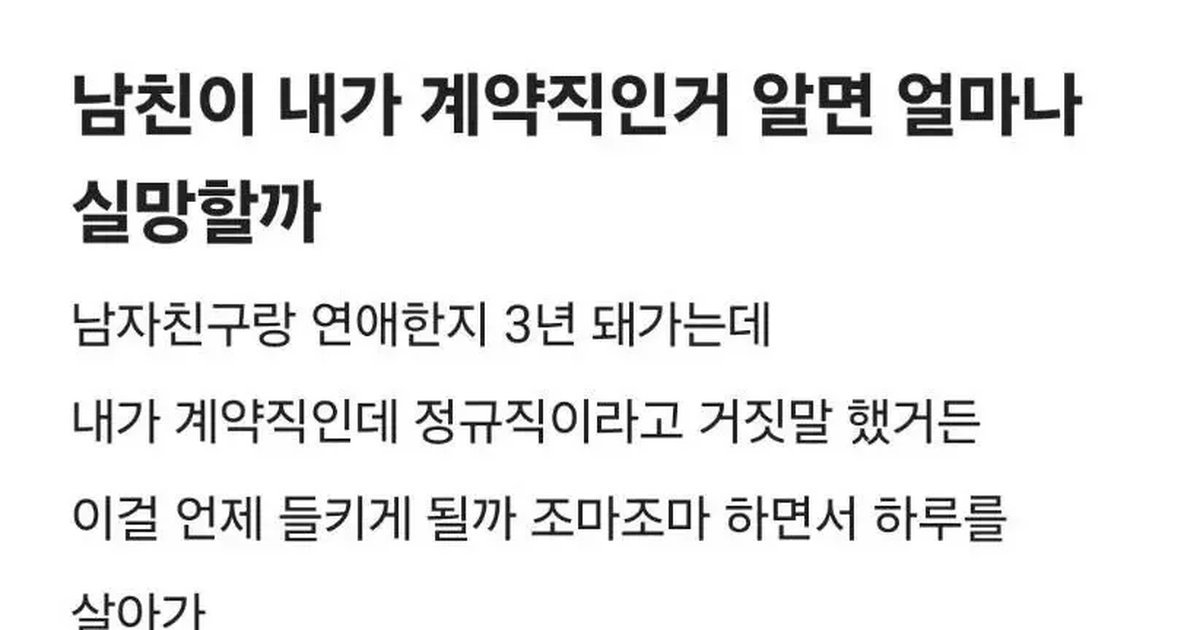 남친이 내가 계약직인거 알면 얼마나
실망할까
남자친구랑 연애한지 3년 돼가는데
내가 계약직인데 정규직이라고 거짓말 했거든
이걸 언제 들키게 될까 조마조마 하면서 하루를
살아가